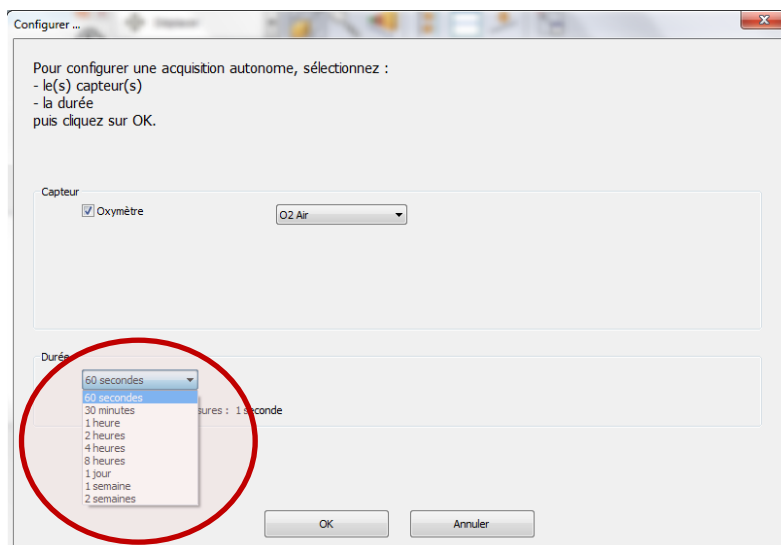 Configurer ...
Déplacer
Pour configurer une acquisition autonome, sélectionnez :
- le(s) capteur(s)
- la durée
puis cliquez sur OK.
Capteur
Oxymètre
O2 Air
Durée
60 secondes
60 secondes
30 minutes
sures : 1 seconde
1 heure
2 heures
4 heures
8 heures
1 jour
1 semaine
2 semaines
OK
Annuler